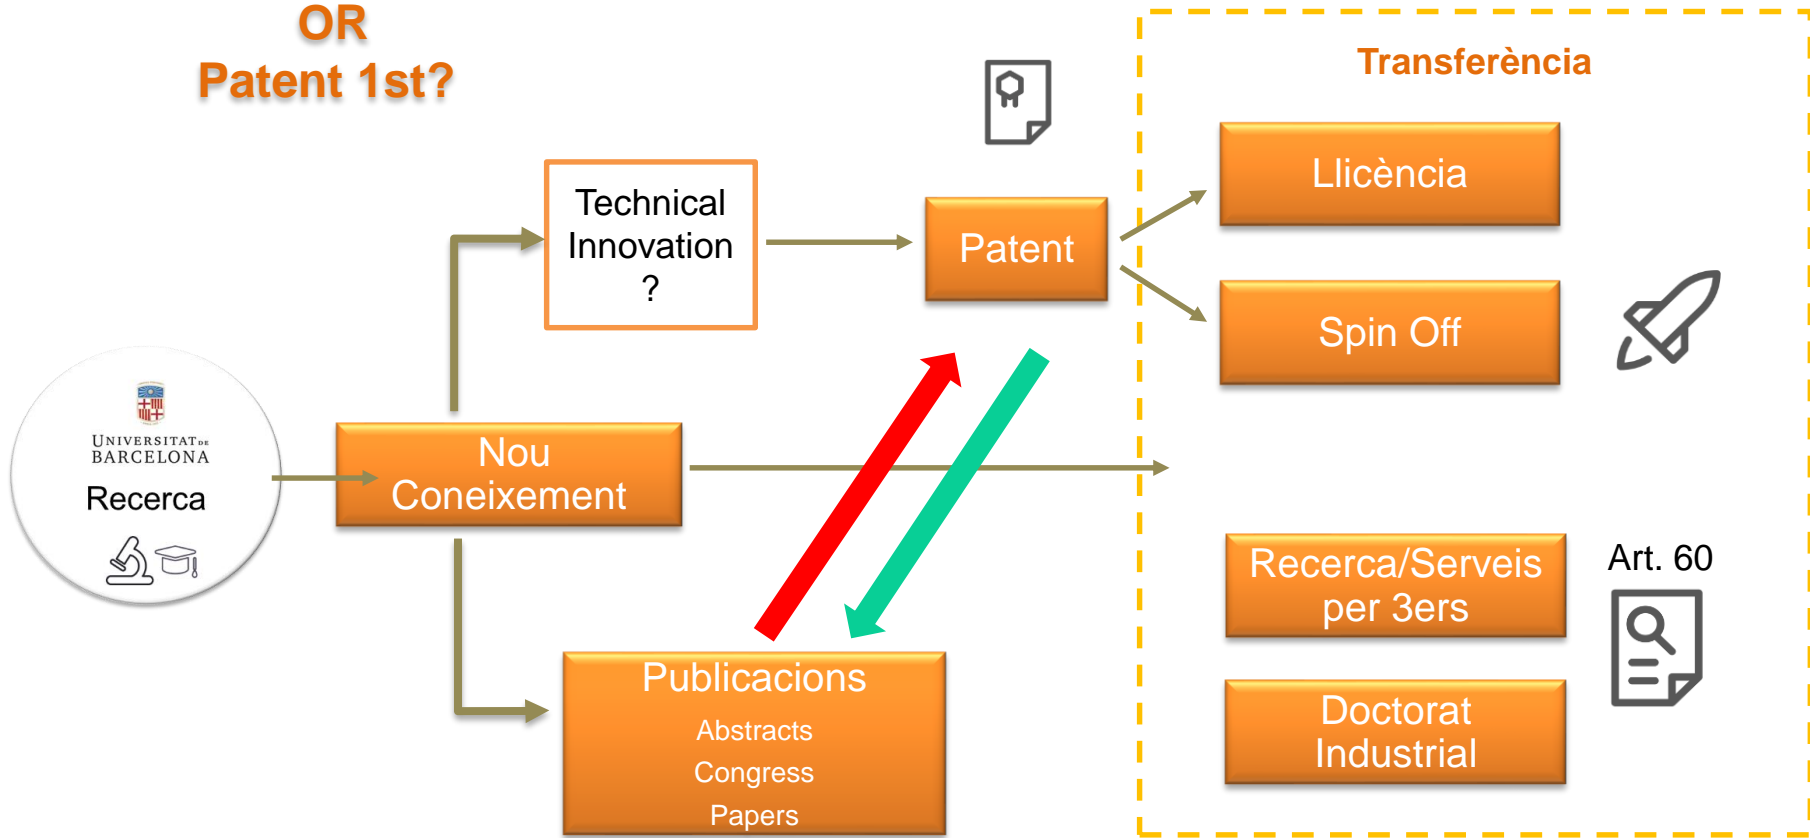 OR
Patent 1st?
Transferència
Technical
Innovation
?
Patent
Llicència
Spin Off
UNIVERSITAT DE
BARCELONA
Recerca
Nou
Coneixement
Recerca/Serveis
per 3ers
Art. 60
Publicacions
Abstracts
Congress
Papers
Doctorat
Industrial